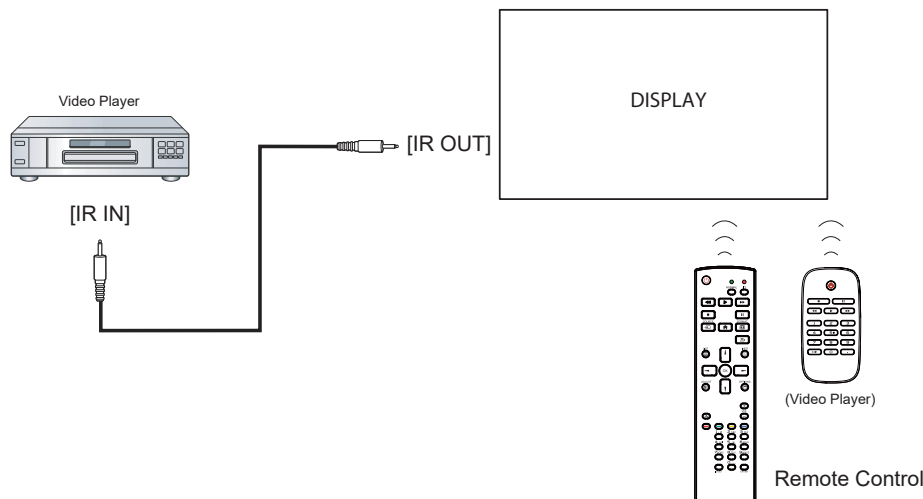 Video Player
DISPLAY
[IR OUT]
[IR IN]
(Video Player)
Remote Control